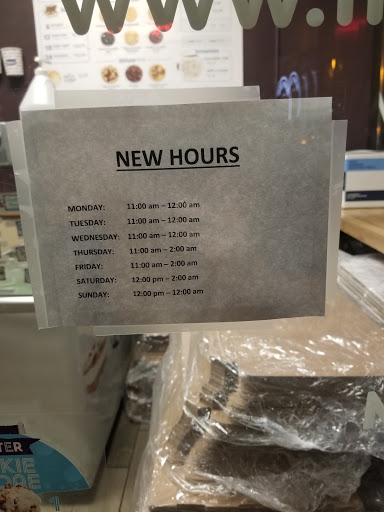 WWW.
NEW HOURS
MONDAY: 11:00 am – 12:00 am
TUESDAY: 11:00 am – 12:00 am
WEDNESDAY: 11:00 am – 12:00 am
THURSDAY: 11:00 am – 2:00 am
FRIDAY: 11:00 am – 2:00 am
SATURDAY: 12:00 pm – 2:00 am
SUNDAY: 12:00 pm – 12:00 am